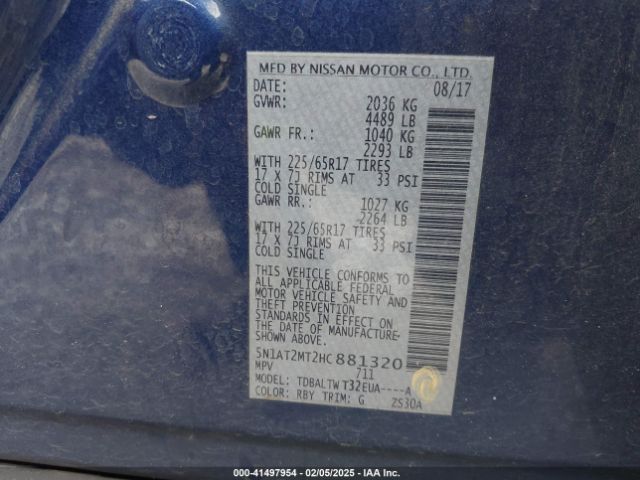 MFD BY NISSAN MOTOR CO., LTD.
DATE: 08/17
GVWR: 2036 KG
4489 LB
GAWR FR.: 1040 KG
2293 LB
WITH 225/65R17 TIRES
17 X 7J RIMS AT 33 PSI
COLD SINGLE
GAWR RR.: 1027 KG
2264 LB
WITH 225/65R17 TIRES
17 X 7J RIMS AT 33 PSI
COLD SINGLE
THIS VEHICLE CONFORMS TO
ALL APPLICABLE FEDERAL
MOTOR VEHICLE SAFETY AND
THEFT PREVENTION
STANDARDS IN EFFECT ON
THE DATE OF MANUFACTURE
SHOWN ABOVE.
5N1AT2MT2HC881320
MPV 711
MODEL: TDBALTWT32EUA----A
COLOR: RBY TRIM: G 2S30A
000-41497954 - 02/05/2025 - IAA Inc.